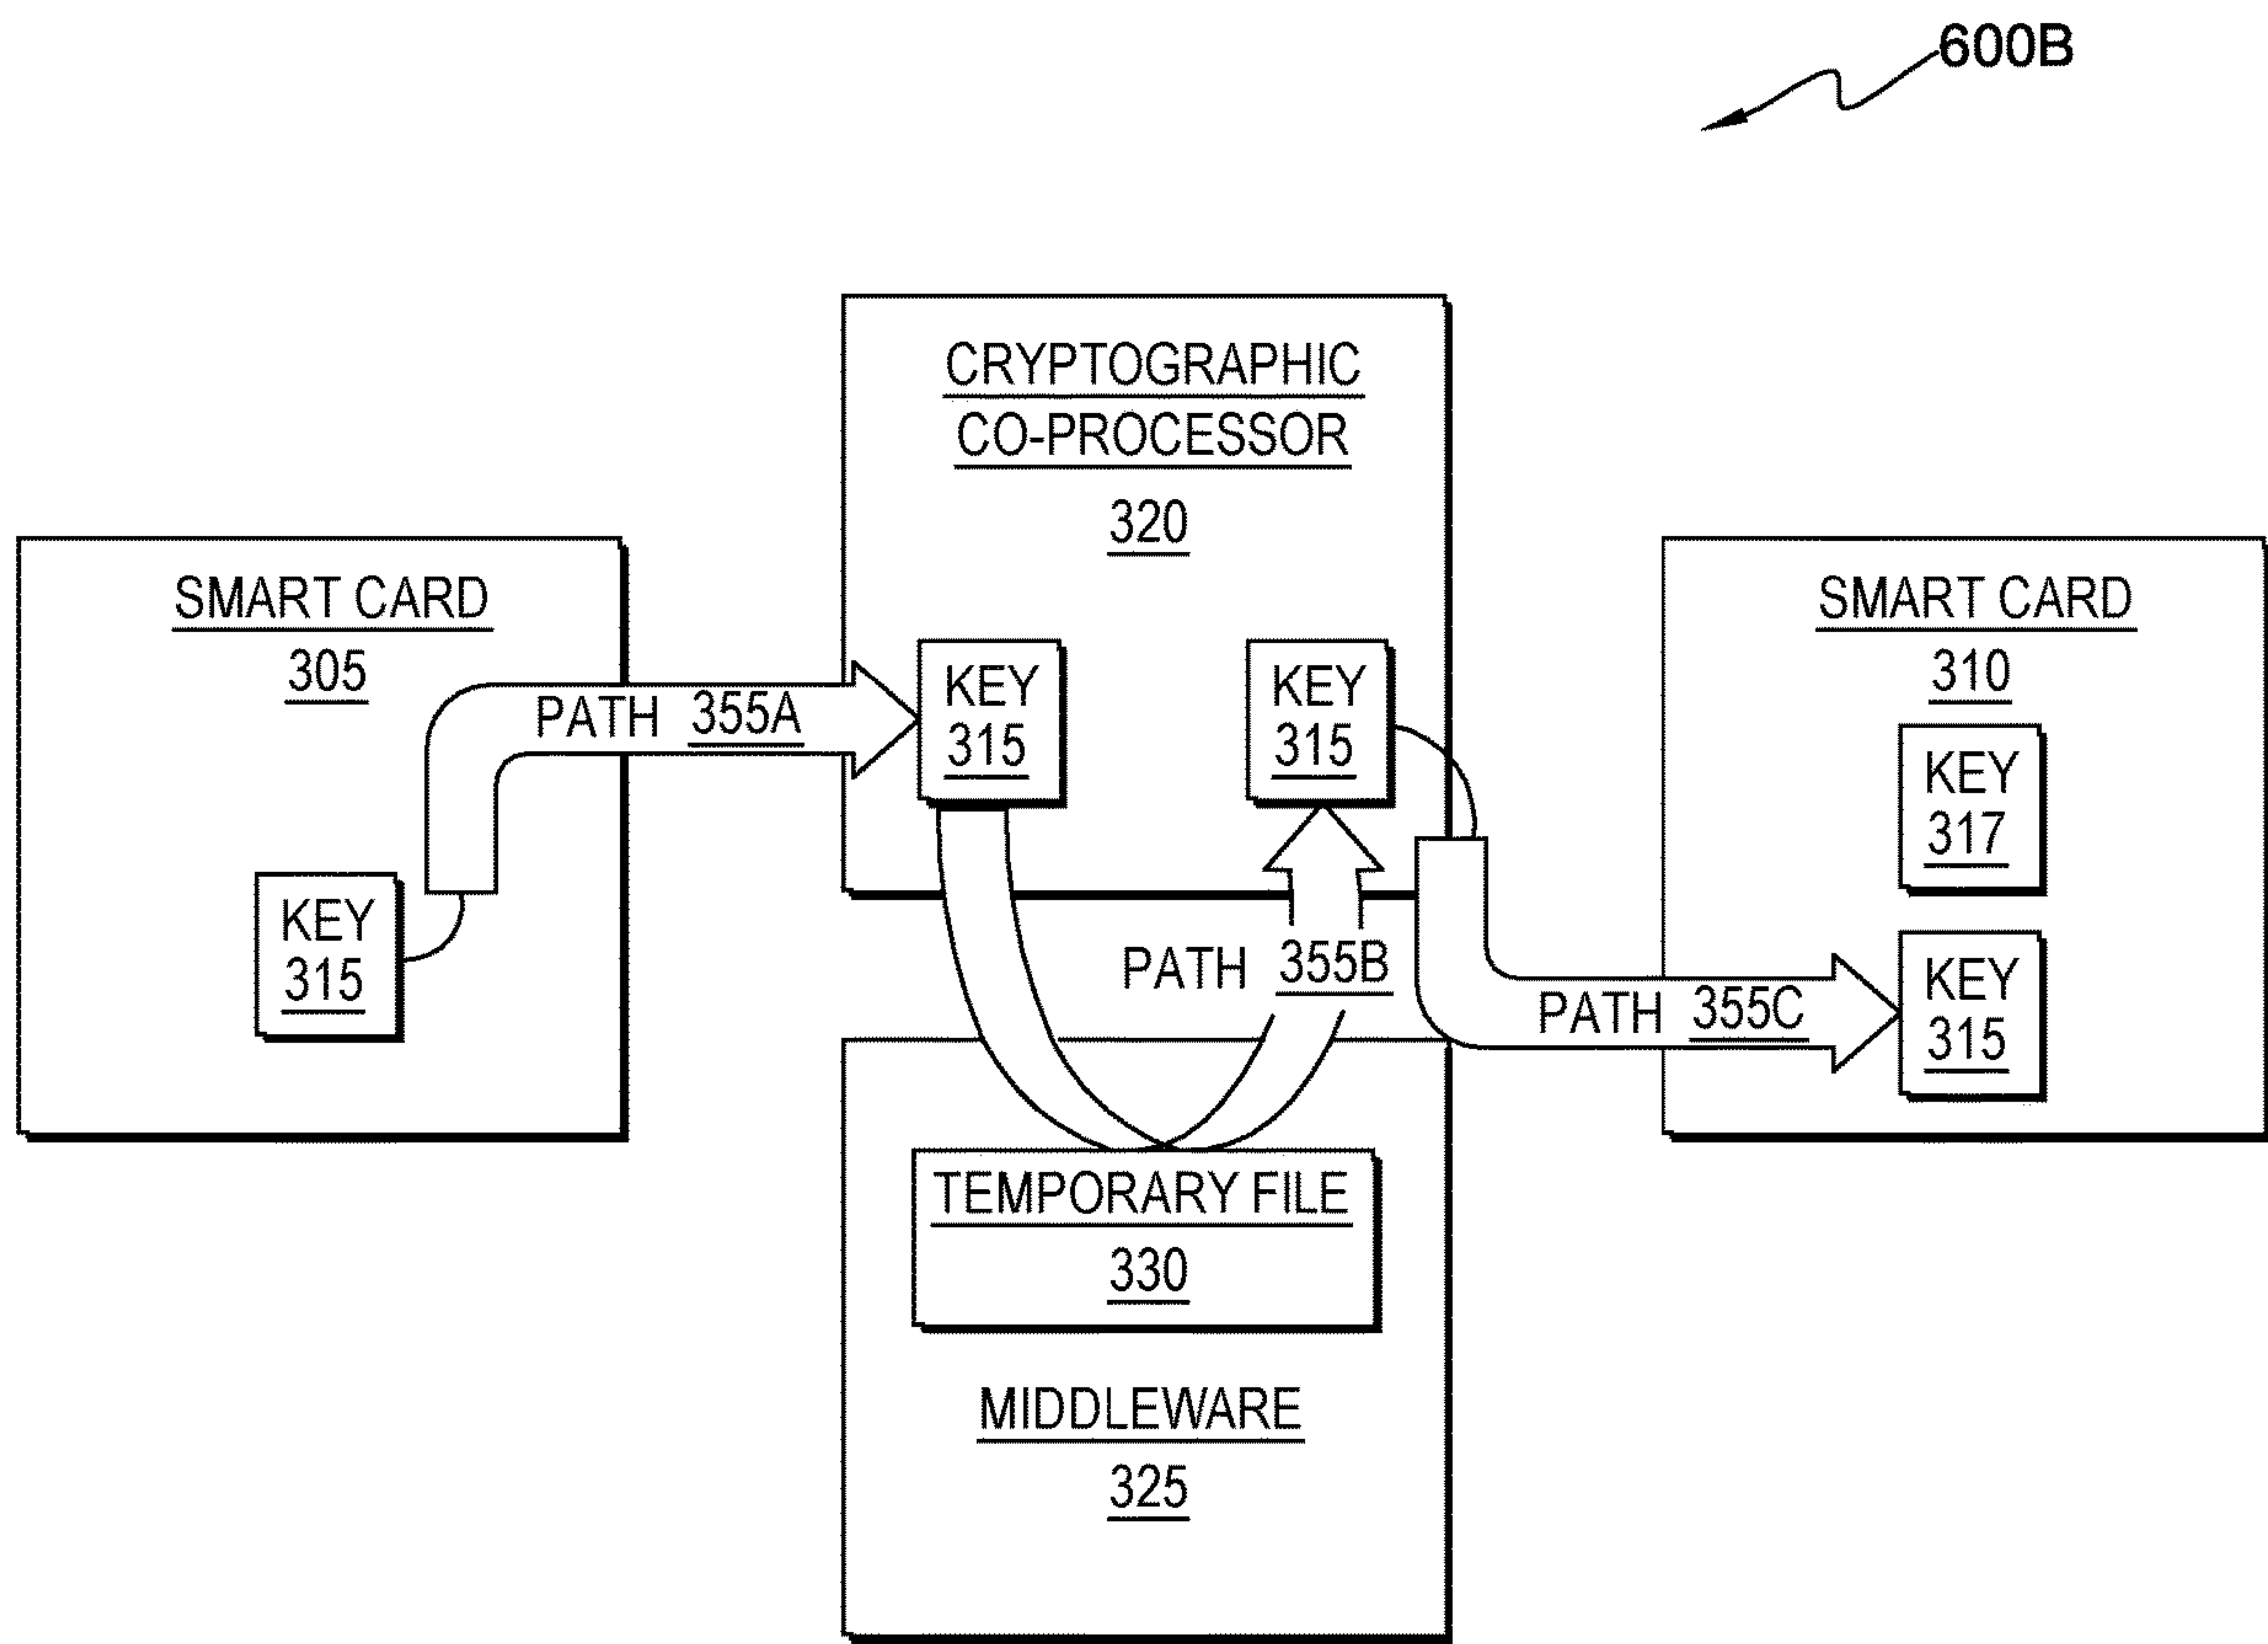 600B
CRYPTOGRAPHIC
CO-PROCESSOR
320
SMART CARD
305
SMART CARD
310
PATH 355A
KEY
315
KEY
315
KEY
317
KEY
315
PATH 355B
PATH 355C
KEY
315
TEMPORARY FILE
330
MIDDLEWARE
325